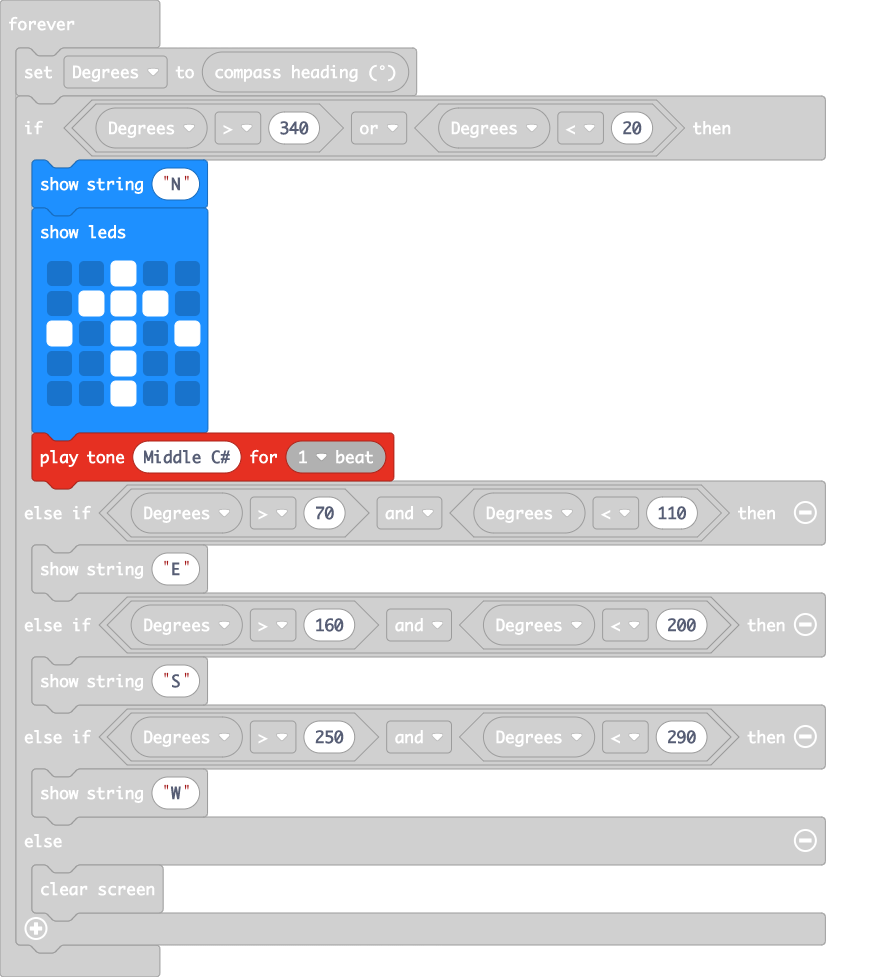 forever
set Degrees to compass heading (°)
if Degrees > 340 or Degrees < 20 then
show string "N"
show leds
play tone Middle C# for 1 beat
else if Degrees > 70 and Degrees < 110 then
show string "E"
else if Degrees > 160 and Degrees < 200 then
show string "S"
else if Degrees > 250 and Degrees < 290 then
show string "W"
else
clear screen